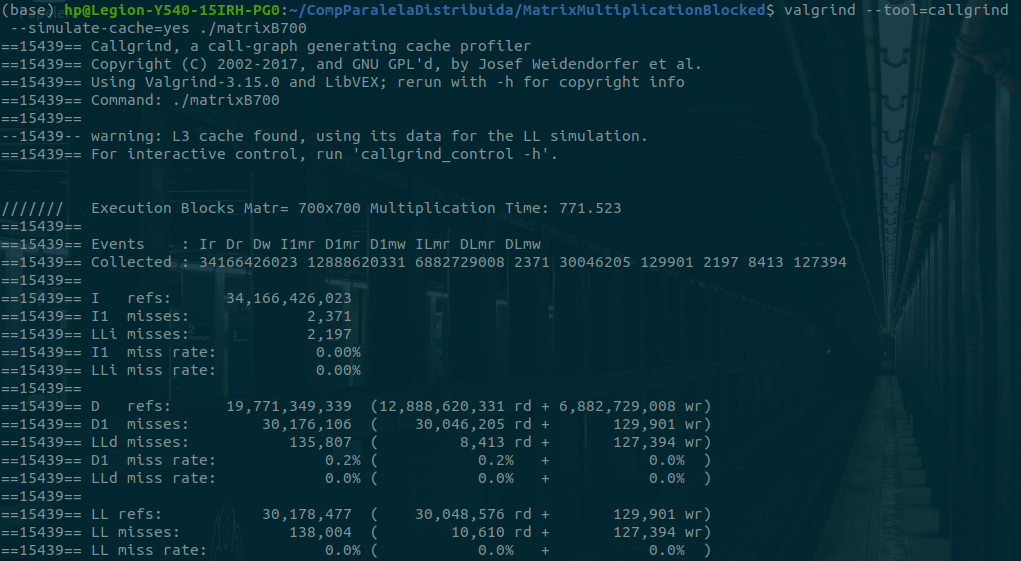 (base) hp@Legion-Y540-15IRH-PG0:~/CompParalelaDistribuida/MatrixMultiplicationBlocked$ valgrind --tool=callgrind
 --simulate-cache=yes ./matrixB700
==15439== Callgrind, a call-graph generating cache profiler
==15439== Copyright (C) 2002-2017, and GNU GPL'd, by Josef Weidendorfer et al.
==15439== Using Valgrind-3.15.0 and LibVEX; rerun with -h for copyright info
==15439== Command: ./matrixB700
==15439==
--15439-- warning: L3 cache found, using its data for the LL simulation.
==15439== For interactive control, run 'callgrind_control -h'.
///////   Execution Blocks Matr= 700x700 Multiplication Time: 771.523
==15439==
==15439== Events    : Ir Dr Dw I1mr D1mr D1mw ILmr DLmr DLmw
==15439== Collected : 34166426023 12888620331 6882729008 2371 30046205 129901 2197 8413 127394
==15439==
==15439== I   refs:      34,166,426,023
==15439== I1  misses:             2,371
==15439== LLi misses:             2,197
==15439== I1  miss rate:           0.00%
==15439== LLi miss rate:           0.00%
==15439==
==15439== D   refs:      19,771,349,339  (12,888,620,331 rd + 6,882,729,008 wr)
==15439== D1  misses:        30,176,106  (    30,046,205 rd +       129,901 wr)
==15439== LLd misses:           135,807  (         8,413 rd +       127,394 wr)
==15439== D1  miss rate:            0.2% (           0.2%   +           0.0%  )
==15439== LLd miss rate:            0.0% (           0.0%   +           0.0%  )
==15439==
==15439== LL refs:           30,178,477  (    30,048,576 rd +       129,901 wr)
==15439== LL misses:            138,004  (        10,610 rd +       127,394 wr)
==15439== LL miss rate:             0.0% (           0.0%   +           0.0%  )